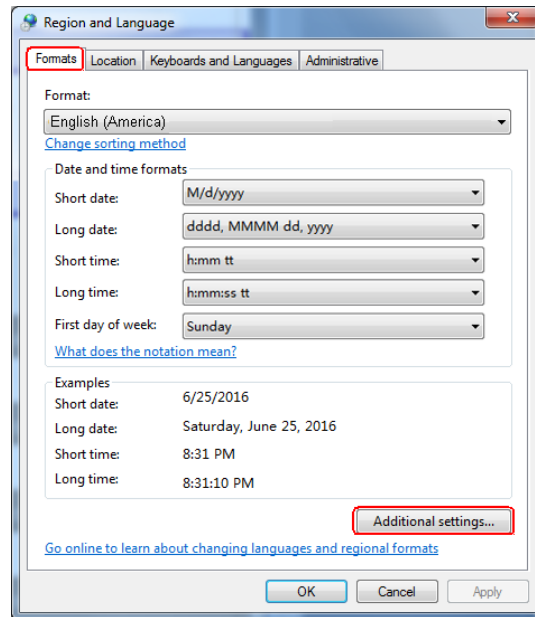 Region and Language
Formats Location Keyboards and Languages Administrative
Format:
English (America)
Change sorting method
Date and time formats
Short date: M/d/yyyy
Long date: dddd, MMMM dd, yyyy
Short time: h:mm tt
Long time: h:mm:ss tt
First day of week: Sunday
What does the notation mean?
Examples
Short date: 6/25/2016
Long date: Saturday, June 25, 2016
Short time: 8:31 PM
Long time: 8:31:10 PM
Additional settings...
Go online to learn about changing languages and regional formats
OK Cancel Apply